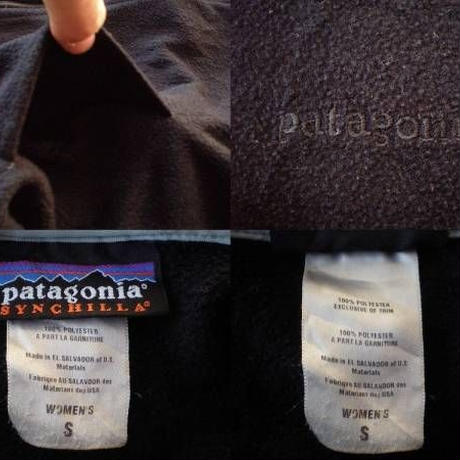 patagoni
patagonia®
SYNCHILLA®
100% POLYESTER
A PART LA GARNITURE
Made in EL SALVADOR of U.S.
Materials
Fabrique AU SALVADOR des
Materiaux des USA
WOMEN'S
S
100% POLYESTER
EXCLUSIVE OF TRIM
100% POLYESTER
A PART LA GARNITURE
Made in EL SALVADOR of U.S.
Materials
Fabrique AU SALVADOR des
Materiaux des USA
WOMEN'S
S